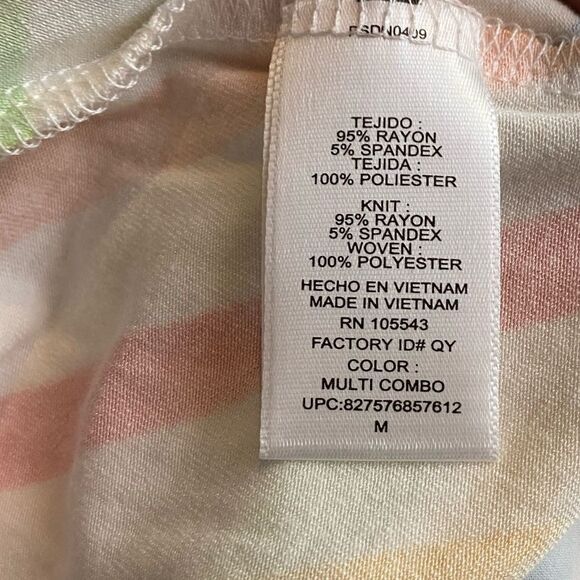 TEJIDO :
95% RAYON
5% SPANDEX
TEJIDA :
100% POLIESTER
KNIT :
95% RAYON
5% SPANDEX
WOVEN :
100% POLYESTER
HECHO EN VIETNAM
MADE IN VIETNAM
RN 105543
FACTORY ID# QY
COLOR :
MULTI COMBO
UPC:827576857612
M